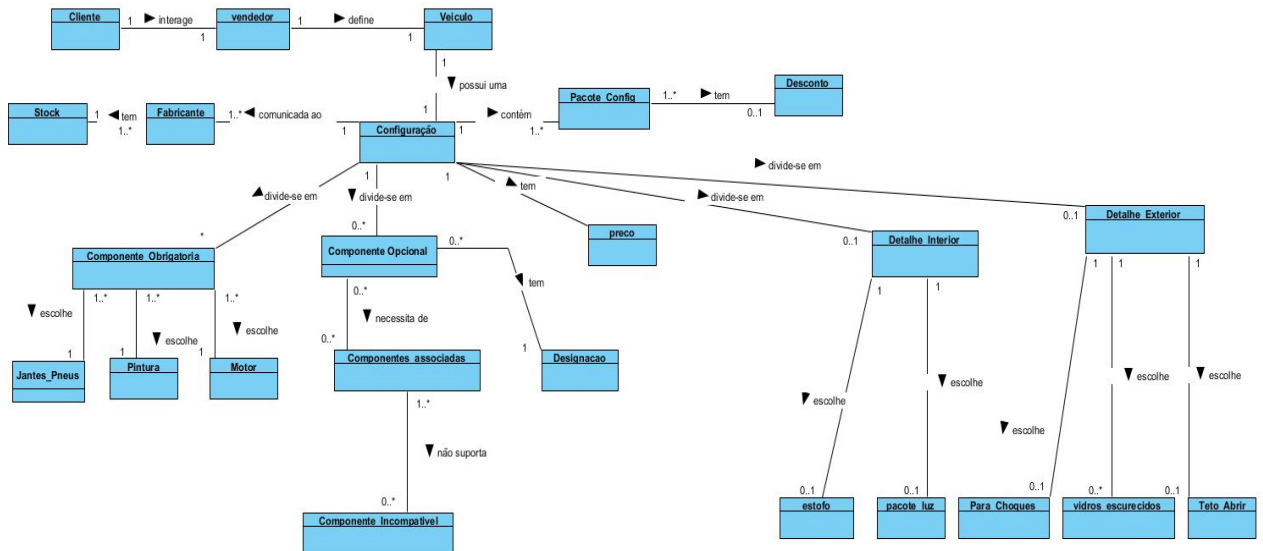 Cliente
1
interage
1
vendedor
1
define
1
Veiculo
1
possui uma
1
Stock
1
tem
1..*
Fabricante
1..*
comunicada ao
1
Configuração
1
contém
1..*
Pacote_Config
1..*
tem
0..1
Desconto
1
divide-se em
*
1
divide-se em
0..*
1
tem
preco
divide-se em
0..1
divide-se em
0..1
Componente_Obrigatoria
1..*
escolhe
1
Jantes_Pneus
1..*
escolhe
1
Pintura
1..*
escolhe
1
Motor
Componente Opcional
0..*
tem
1
Designacao
0..*
necessita de
0..*
Componentes_associadas
1..*
não suporta
0..*
Componente_Incompativel
Detalhe_Interior
1
escolhe
0..1
estofo
1
escolhe
0..1
pacote_luz
Detalhe_Exterior
1
escolhe
0..1
Para_Choques
1
escolhe
0..*
vidros_escurecidos
1
escolhe
0..1
Teto_Abrir